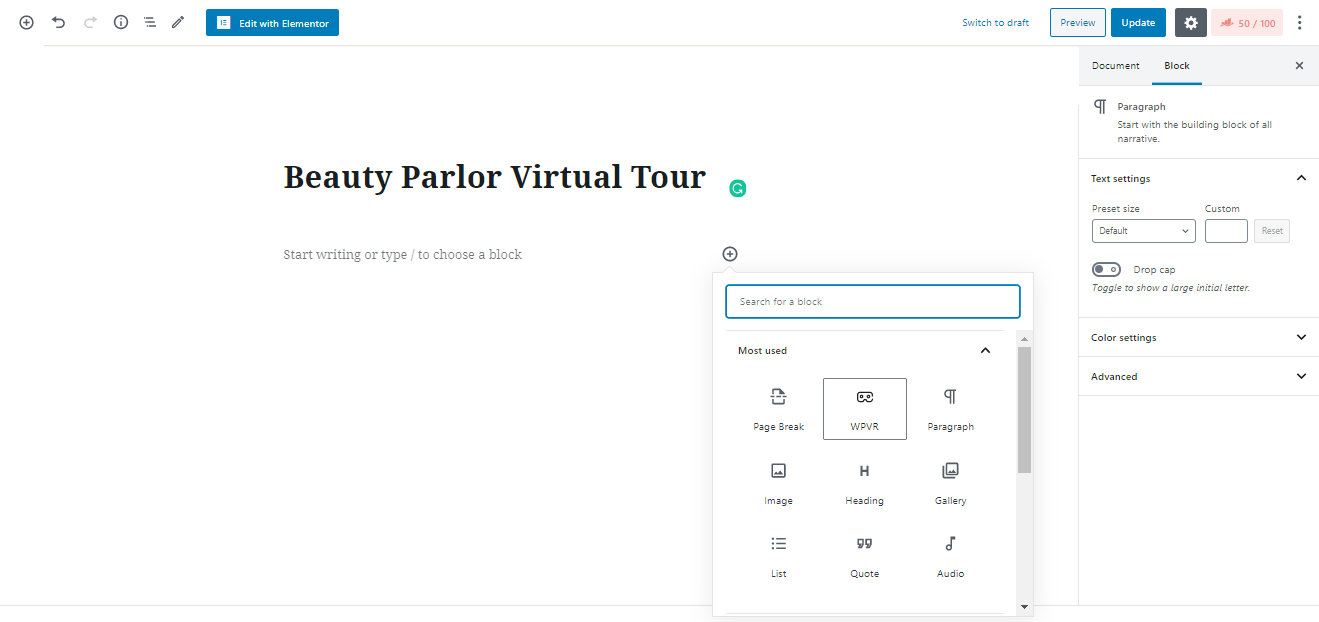 Edit with Elementor
Switch to draft
Preview
Update
50 / 100
Document
Block
Paragraph
Start with the building block of all
narrative.
Beauty Parlor Virtual Tour
Text settings
Preset size
Custom
Default
Reset
Start writing or type / to choose a block
Drop cap
Toggle to show a large initial letter.
Search for a block
Color settings
Most used
Advanced
Page Break
WPVR
Paragraph
Image
Heading
Gallery
List
Quote
Audio